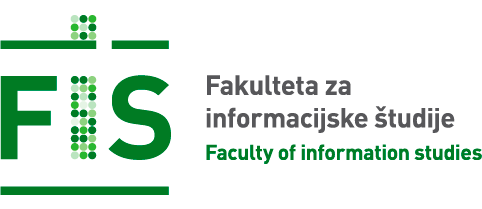 FIS
Fakulteta za
informacijske študije
Faculty of information studies